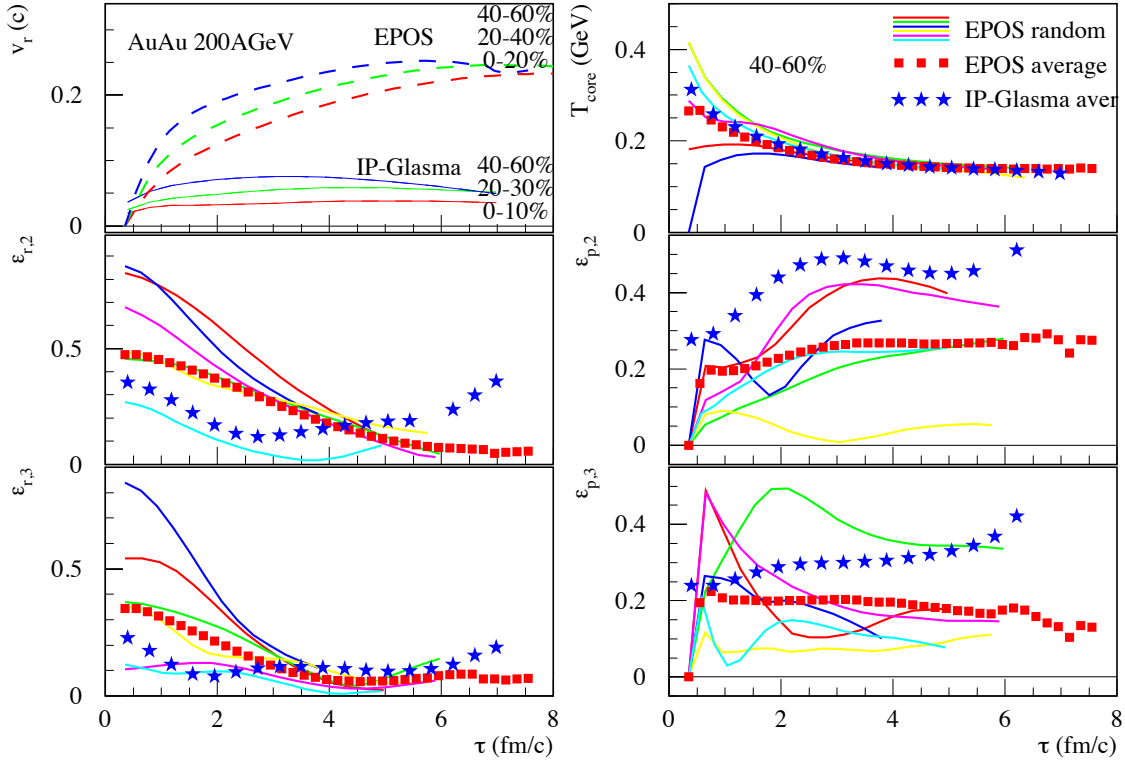 v_r (c)
AuAu 200AGeV
EPOS
40-60%
20-40%
0-20%
0.2
IP-Glasma
40-60%
20-30%
0-10%
0
T_core (GeV)
0.4
0.2
0
40-60%
EPOS random
EPOS average
IP-Glasma aver
ε_r,2
0.5
0
ε_p,2
0.4
0.2
0
ε_r,3
0.5
0
0 2 4 6 8
τ (fm/c)
ε_p,3
0.4
0.2
0
0 2 4 6 8
τ (fm/c)